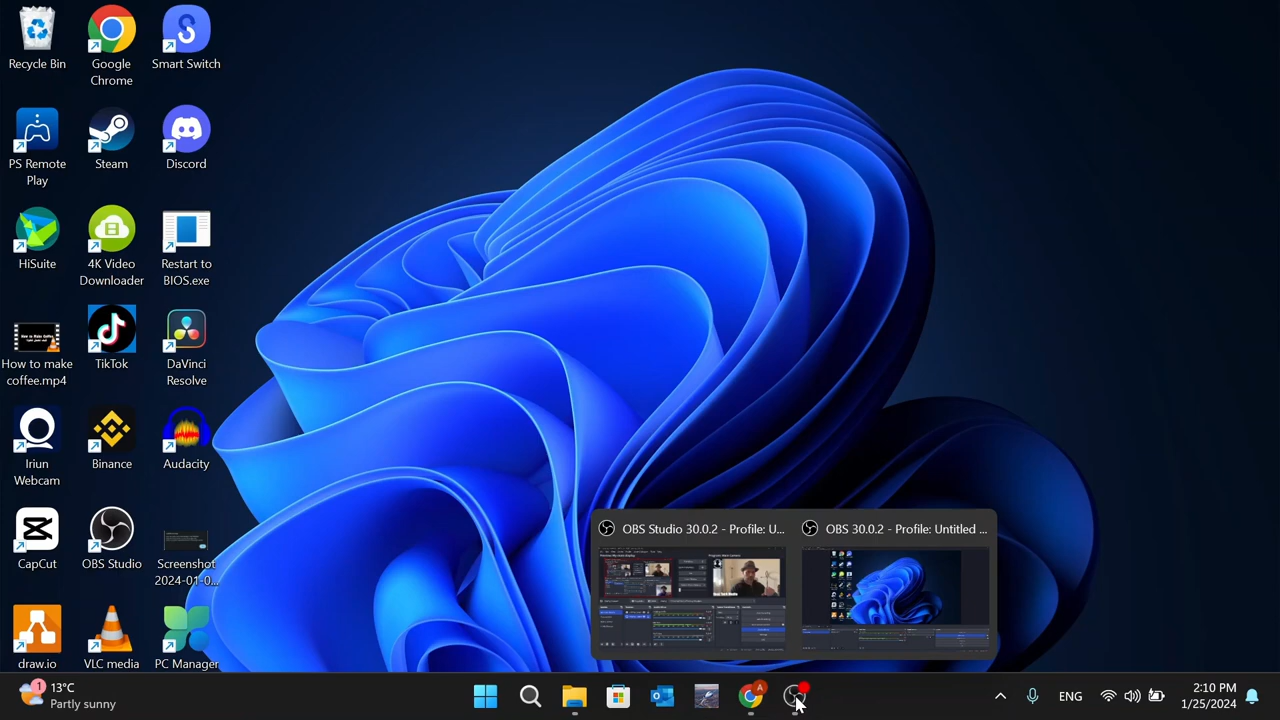 Recycle Bin
Google
Chrome
Smart Switch
PS Remote
Play
Steam
Discord
HiSuite
4K Video
Downloader
Restart to
BIOS.exe
How to make
coffee.mp4
TikTok
DaVinci
Resolve
Iriun
Webcam
Binance
Audacity
OBS Studio
Screenshot
2024-01-0...
draw.io
VLC media
PC Manager
OBS Studio 30.0.2 - Profile: U...
OBS 30.0.2 - Profile: Untitled ...
1
13°C
Partly sunny
A
ENG
2:10 PM
1/25/2024